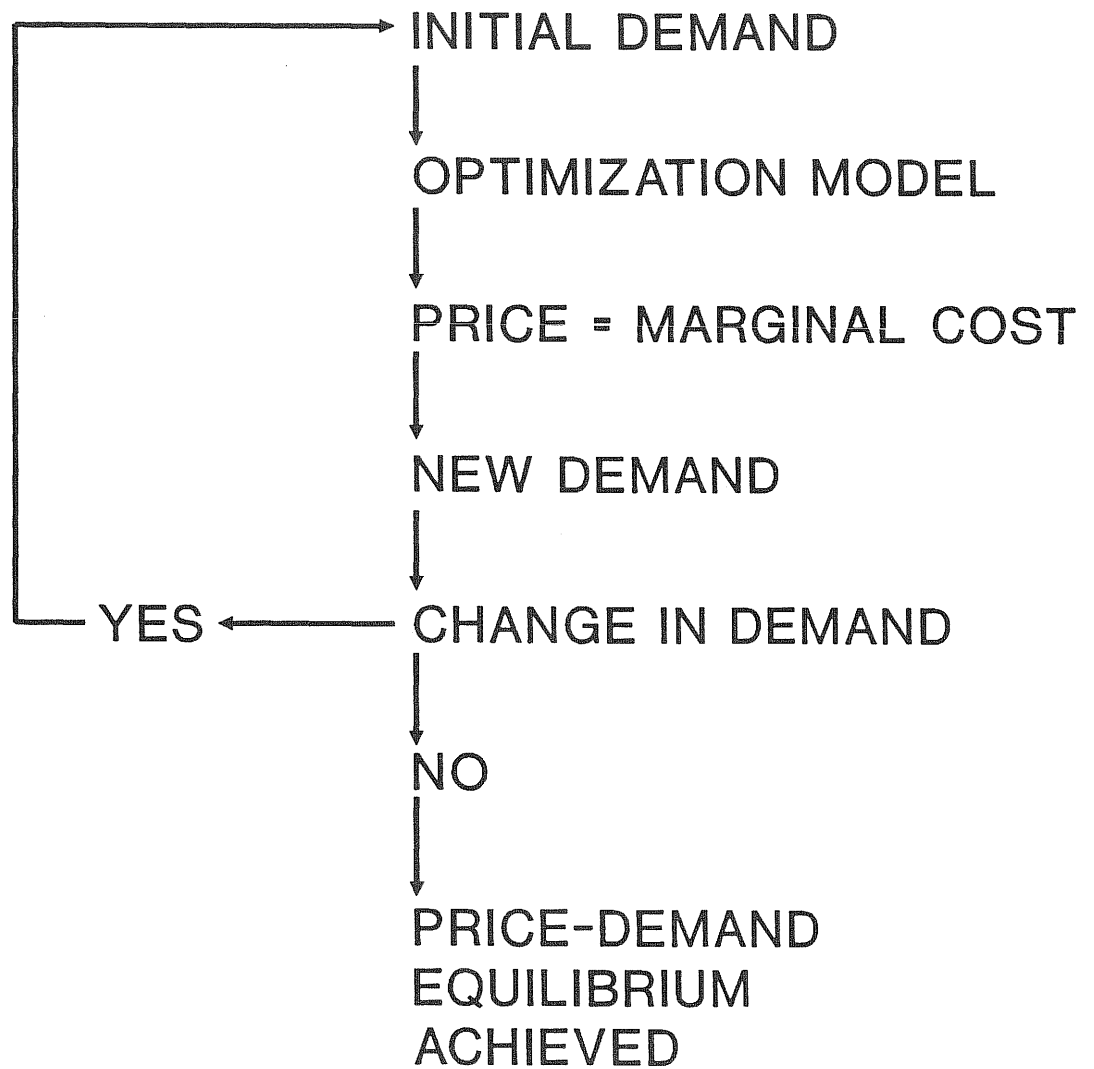 INITIAL DEMAND
OPTIMIZATION MODEL
PRICE = MARGINAL COST
NEW DEMAND
YES
CHANGE IN DEMAND
NO
PRICE-DEMAND
EQUILIBRIUM
ACHIEVED